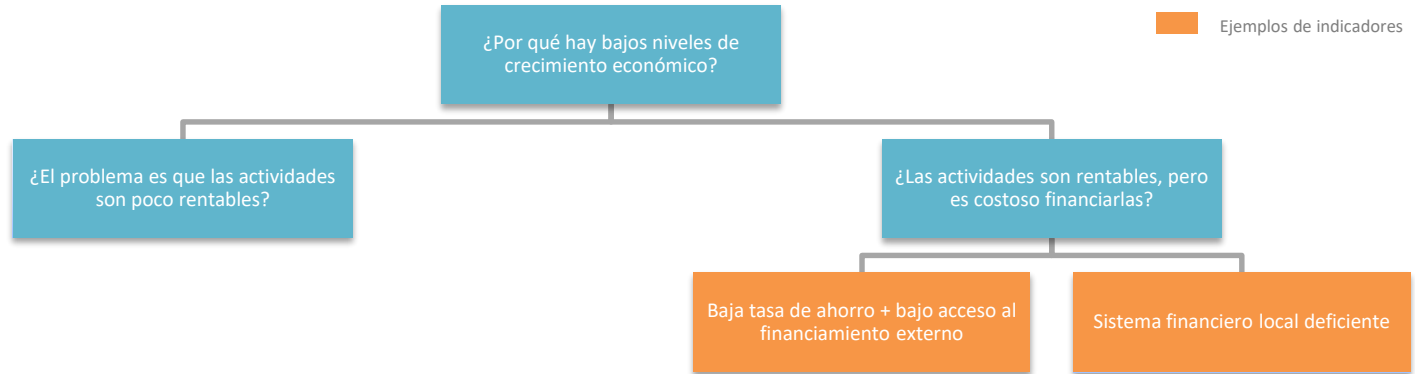 Ejemplos de indicadores
¿Por qué hay bajos niveles de
crecimiento económico?
¿El problema es que las actividades
son poco rentables?
¿Las actividades son rentables, pero
es costoso financiarlas?
Baja tasa de ahorro + bajo acceso al
financiamiento externo
Sistema financiero local deficiente